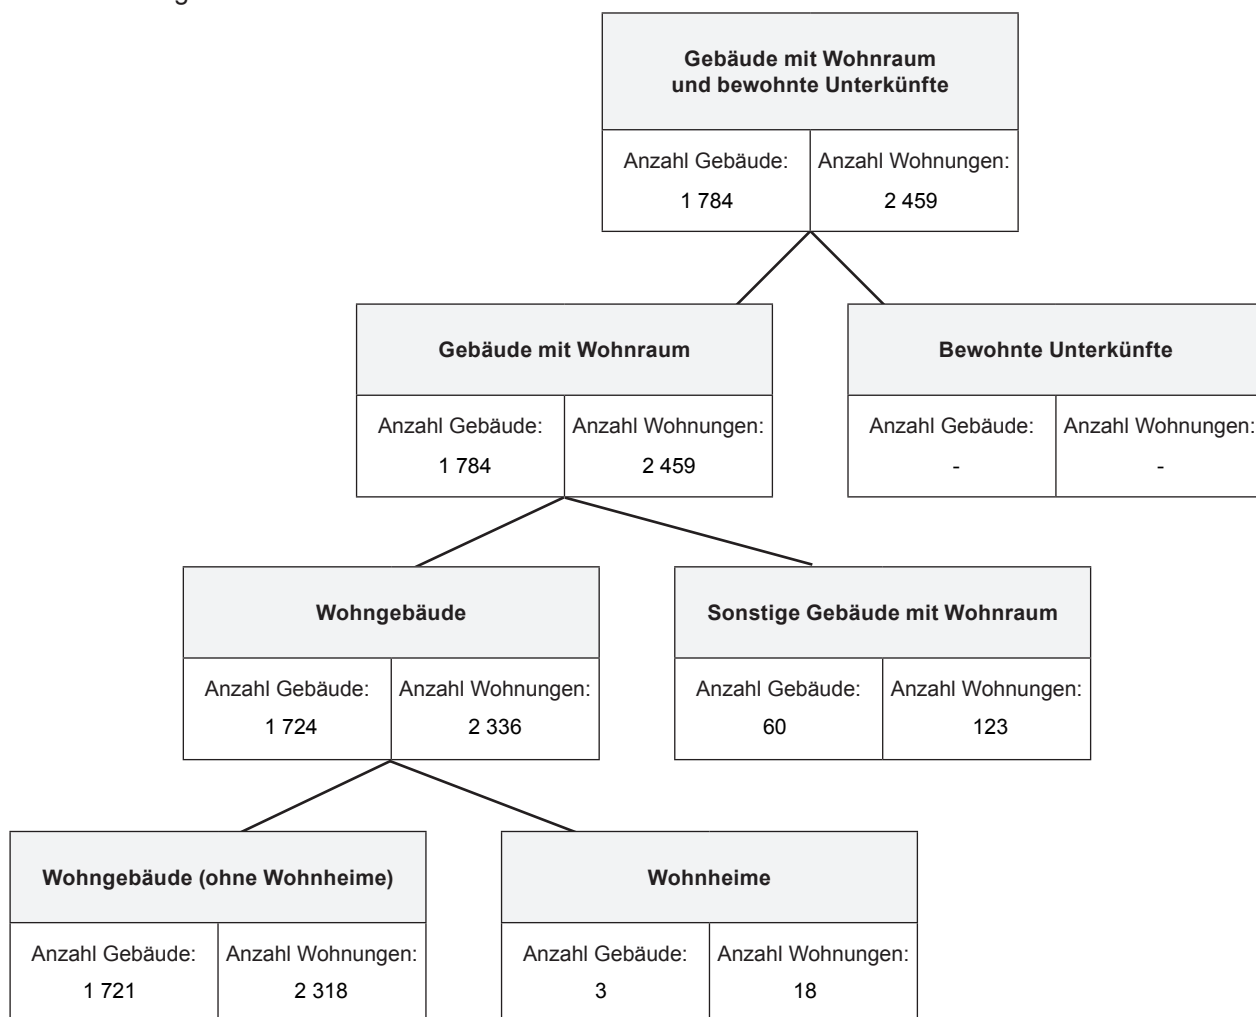 Gebäude mit Wohnraum
und bewohnte Unterkünfte
Anzahl Gebäude: Anzahl Wohnungen:
1 784 2 459
Gebäude mit Wohnraum Bewohnte Unterkünfte
Anzahl Gebäude: Anzahl Wohnungen: Anzahl Gebäude: Anzahl Wohnungen:
1 784 2 459 - -
Wohngebäude Sonstige Gebäude mit Wohnraum
Anzahl Gebäude: Anzahl Wohnungen: Anzahl Gebäude: Anzahl Wohnungen:
1 724 2 336 60 123
Wohngebäude (ohne Wohnheime) Wohnheime
Anzahl Gebäude: Anzahl Wohnungen: Anzahl Gebäude: Anzahl Wohnungen:
1 721 2 318 3 18